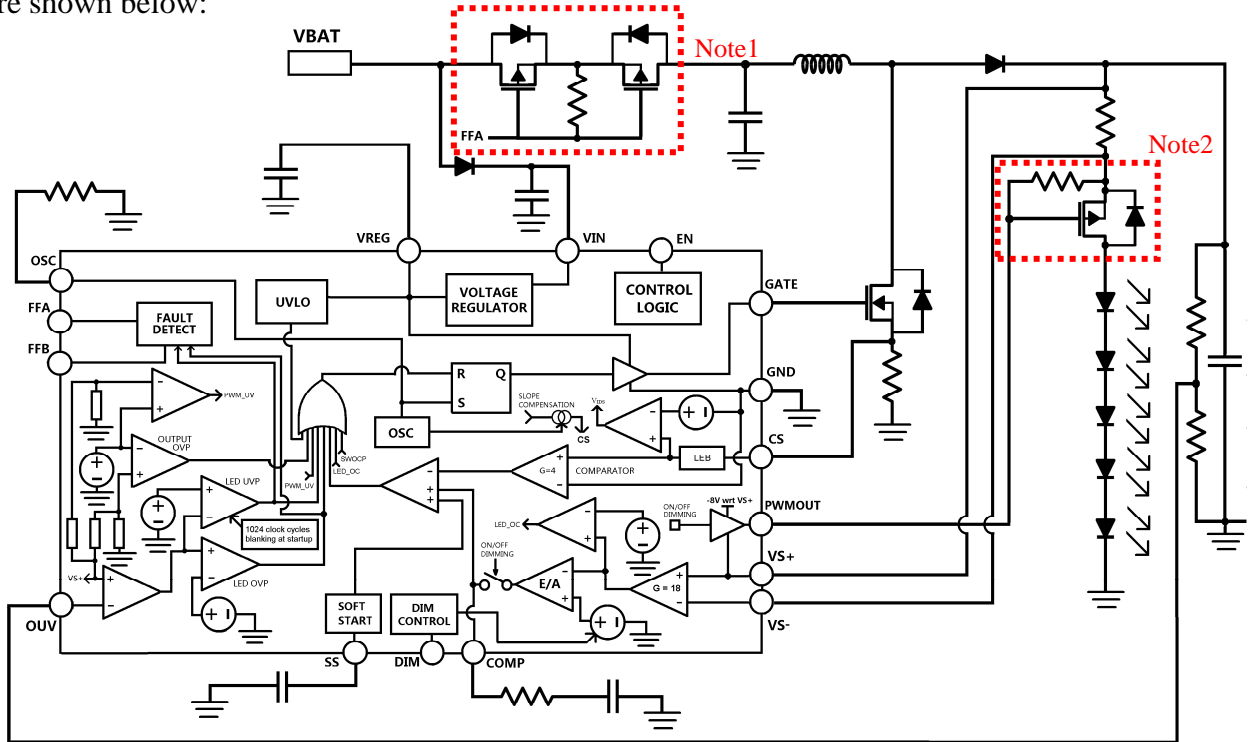 re shown below:
VBAT
Note1
FFA
Note2
VREG
VIN
EN
OSC
GATE
FFA
FFB
UVLO
VOLTAGE
REGULATOR
CONTROL
LOGIC
FAULT
DETECT
R
Q
S
GND
OSC
SLOPE
COMPENSATION
CS
CS
LEB
G=4
COMPARATOR
PWM_UV
OUTPUT
OVP
SWOCP
LED_OC
PWM_UV
LED UVP
1024 clock cycles
blanking at startup
LED OVP
VS+
LED_OC
ON/OFF
DIMMING
-8V wrt VS+
PWMOUT
ON/OFF
DIMMING
E/A
G = 18
VS+
VS-
OUV
SOFT
START
DIM
CONTROL
SS
DIM
COMP